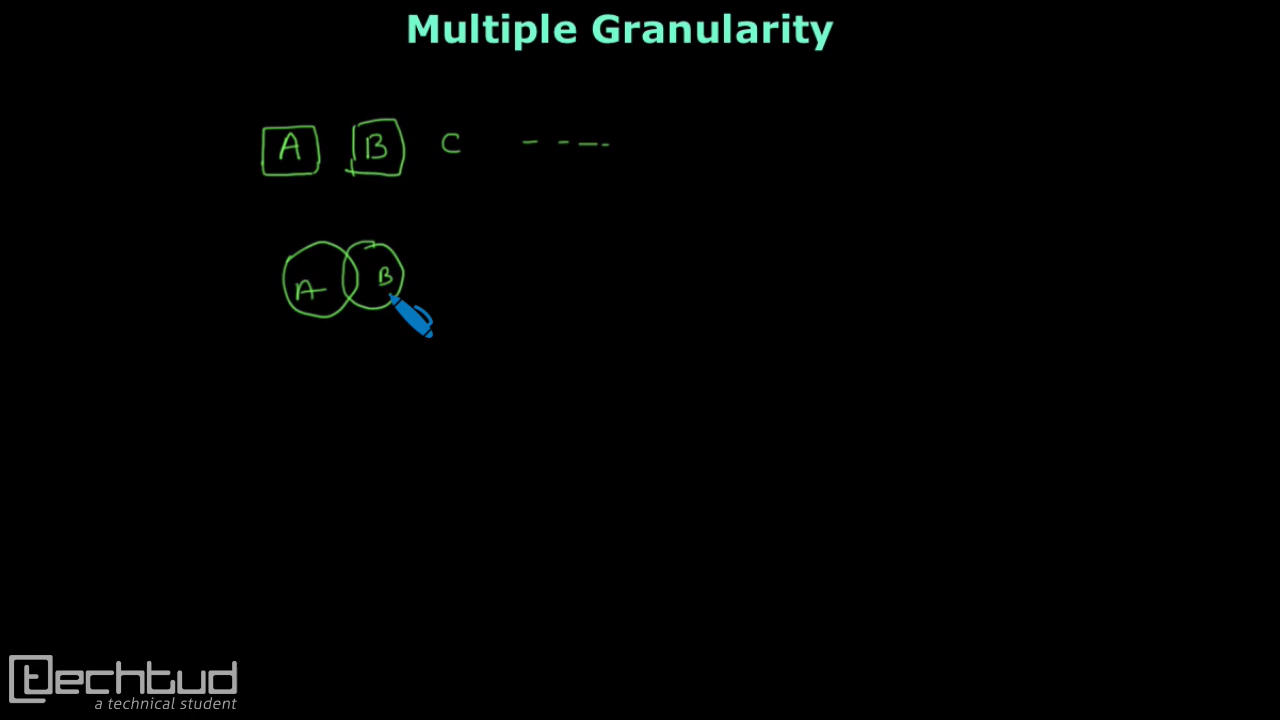 Multiple Granularity
A B C - - - -
A B
techtud
a technical student